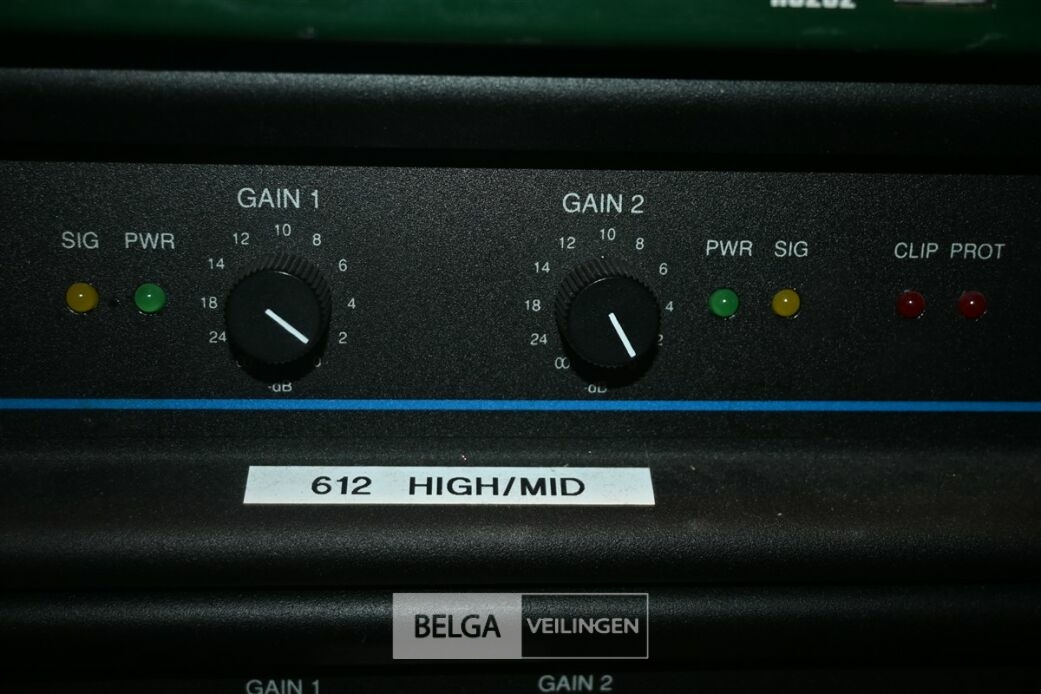 RS232
GAIN 1
GAIN 2
SIG PWR
PWR SIG
CLIP PROT
12 10 8
14 6
18 4
24 2
-dB
12 10 8
14 6
18 4
24 2
∞
-dB
612 HIGH/MID
BELGA VEILINGEN
GAIN 1
GAIN 2